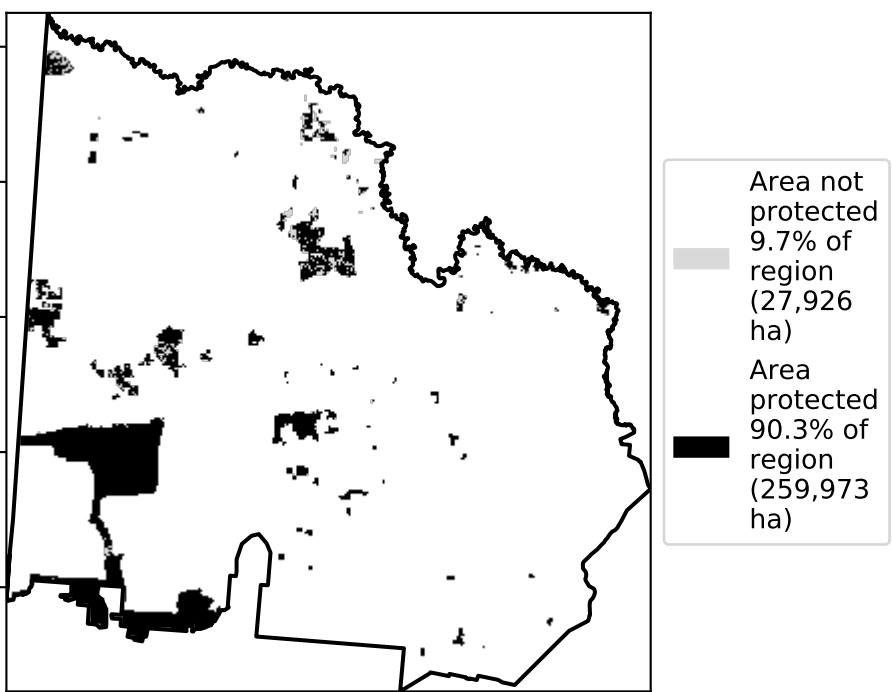 Area not
protected
9.7% of
region
(27,926
ha)
Area
protected
90.3% of
region
(259,973
ha)